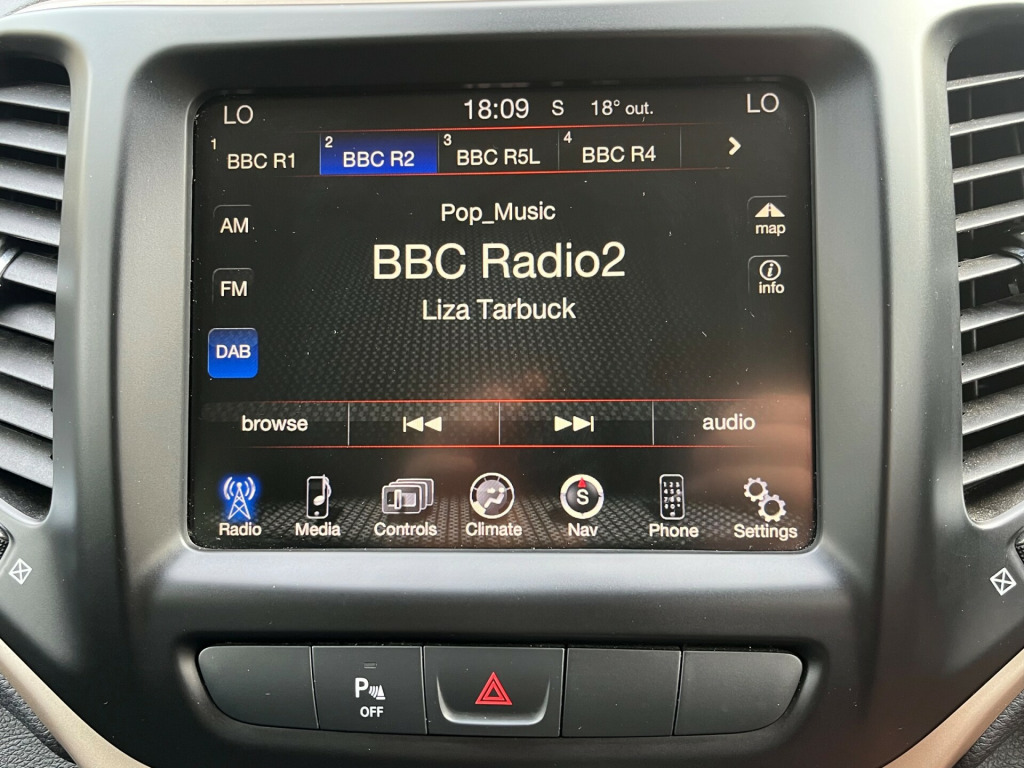 LO 18:09 S 18° out. LO
1 BBC R1 2 BBC R2 3 BBC R5L 4 BBC R4
Pop_Music
AM
map
BBC Radio2
FM
info
Liza Tarbuck
DAB
browse audio
Radio Media Controls Climate Nav Phone Settings
S
P
OFF